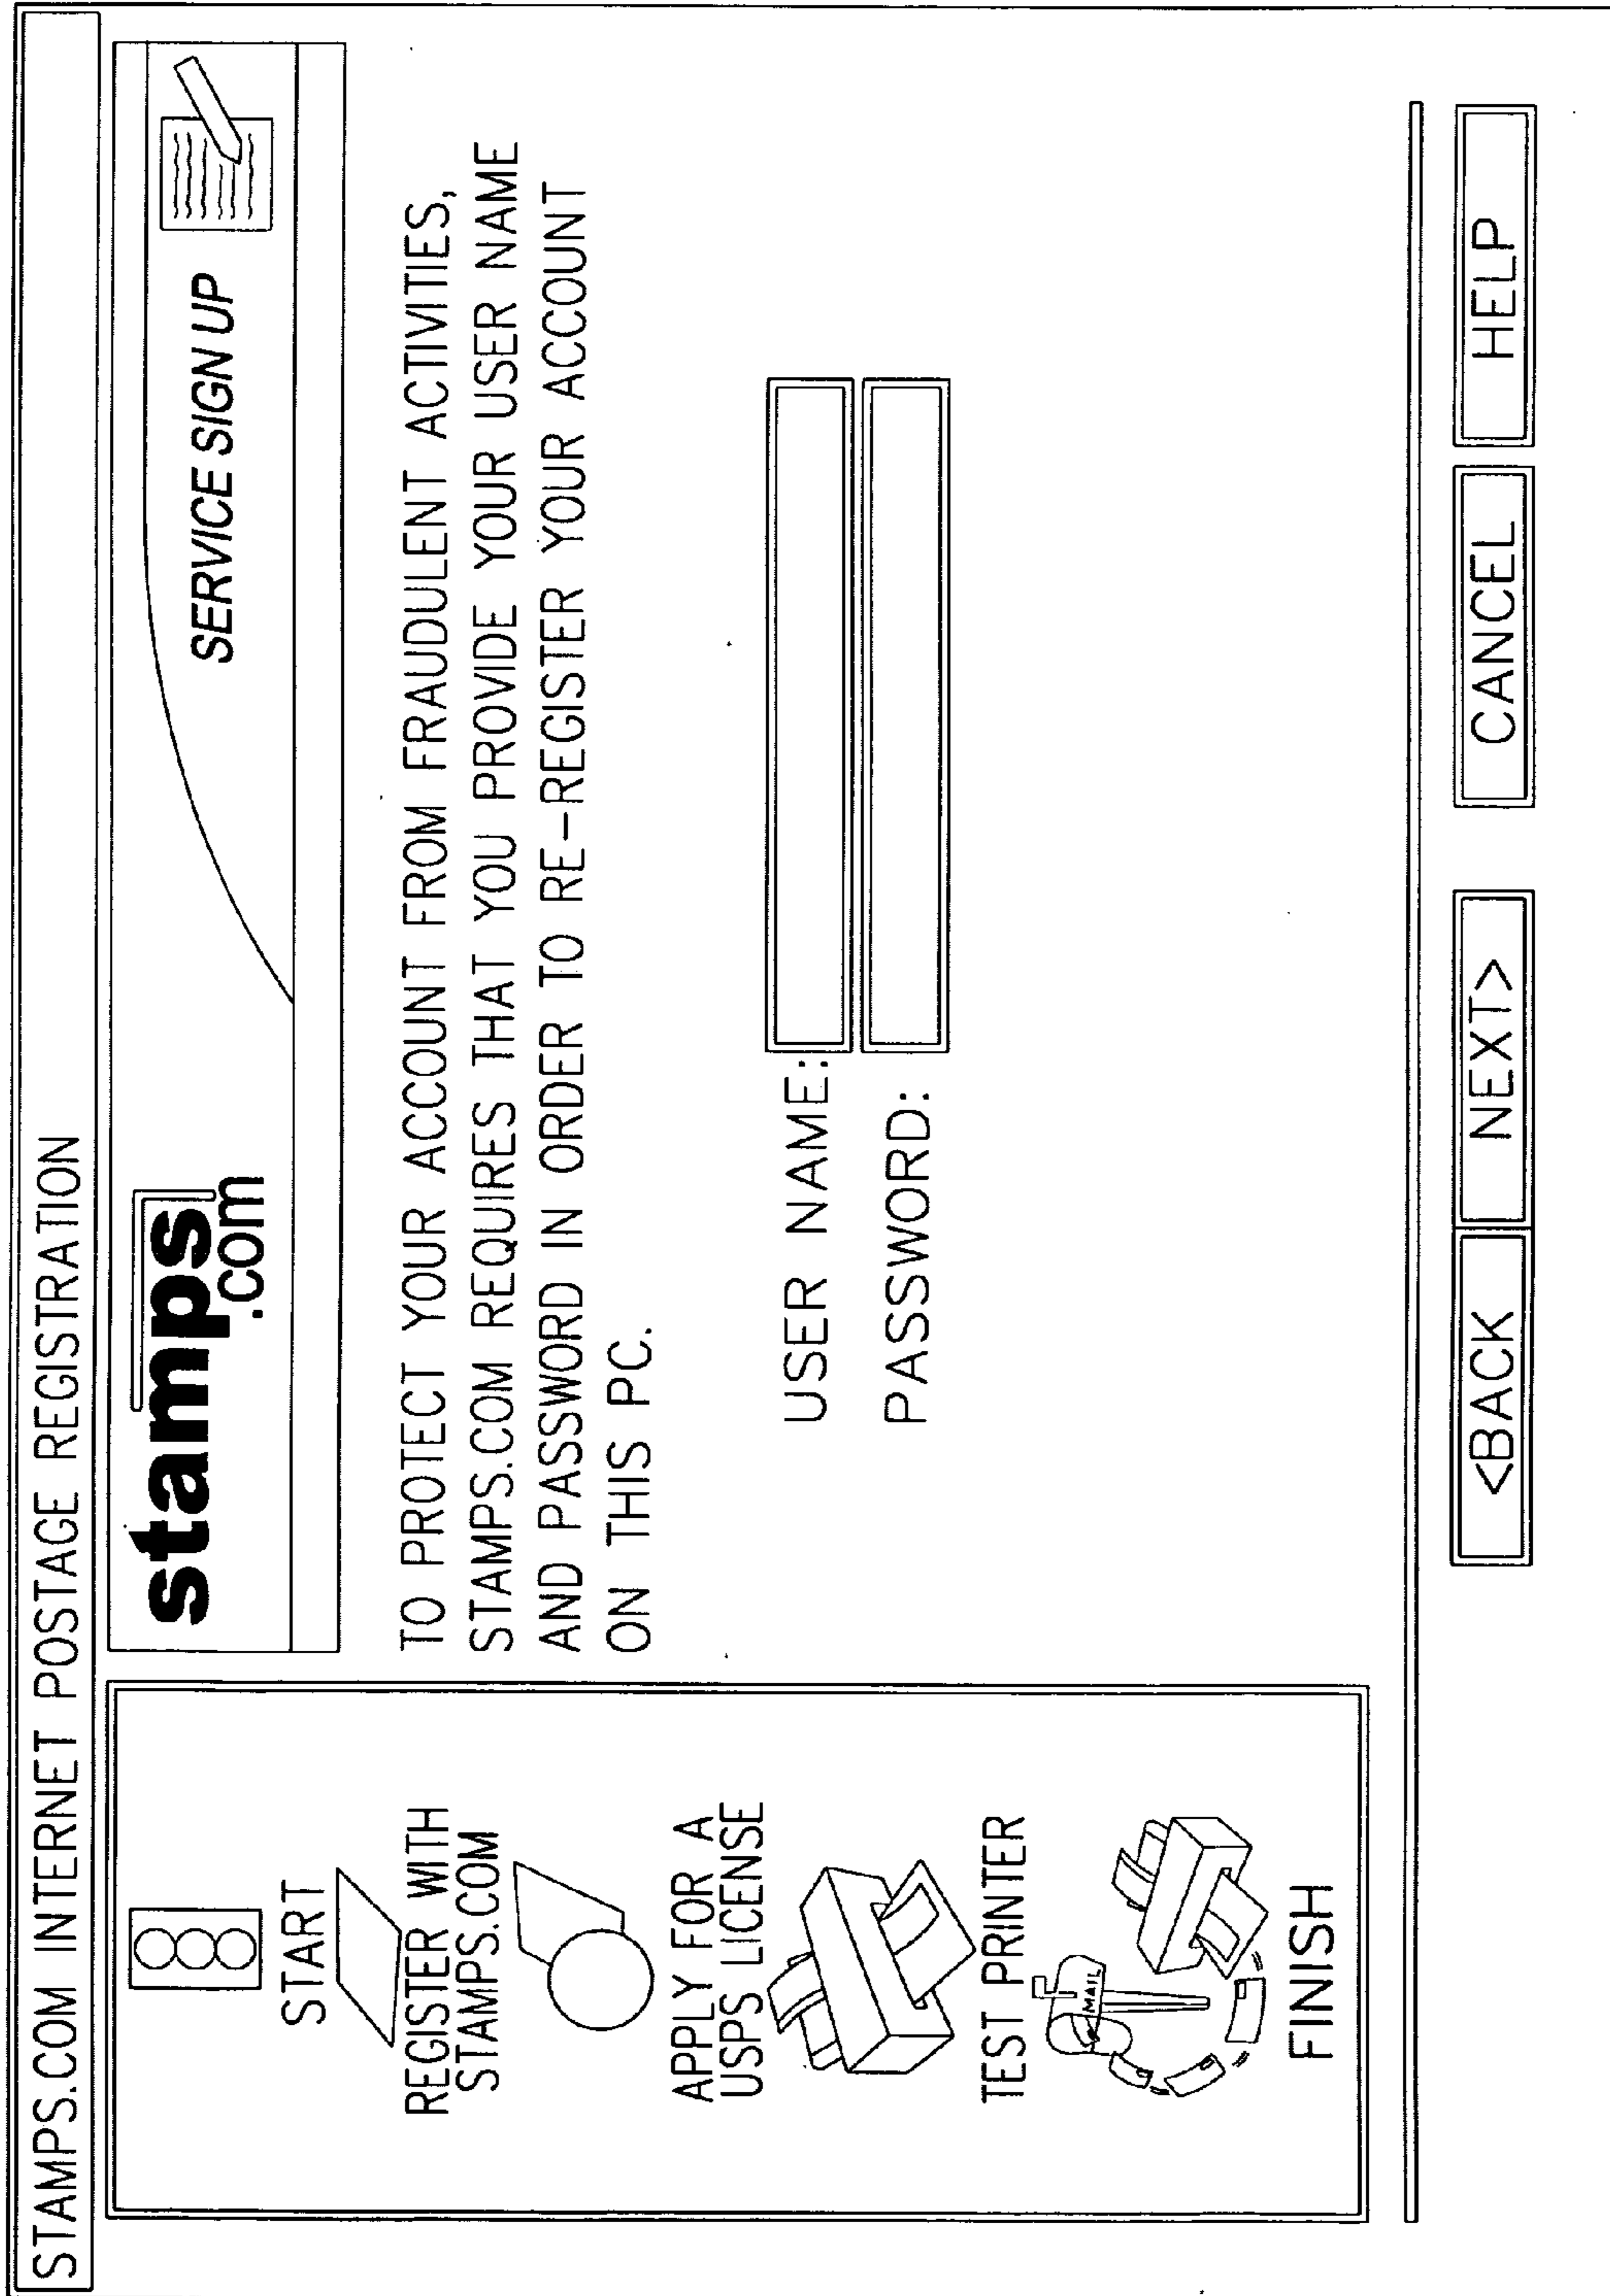 STAMPS.COM INTERNET POSTAGE REGISTRATION
stamps
.com
SERVICE SIGN UP
START
REGISTER WITH
STAMPS.COM
APPLY FOR A
USPS LICENSE
TEST PRINTER
MAIL
FINISH
TO PROTECT YOUR ACCOUNT FROM FRAUDULENT ACTIVITIES,
STAMPS.COM REQUIRES THAT YOU PROVIDE YOUR USER NAME
AND PASSWORD IN ORDER TO RE-REGISTER YOUR ACCOUNT
ON THIS PC.
USER NAME:
PASSWORD:
<BACK NEXT> CANCEL HELP